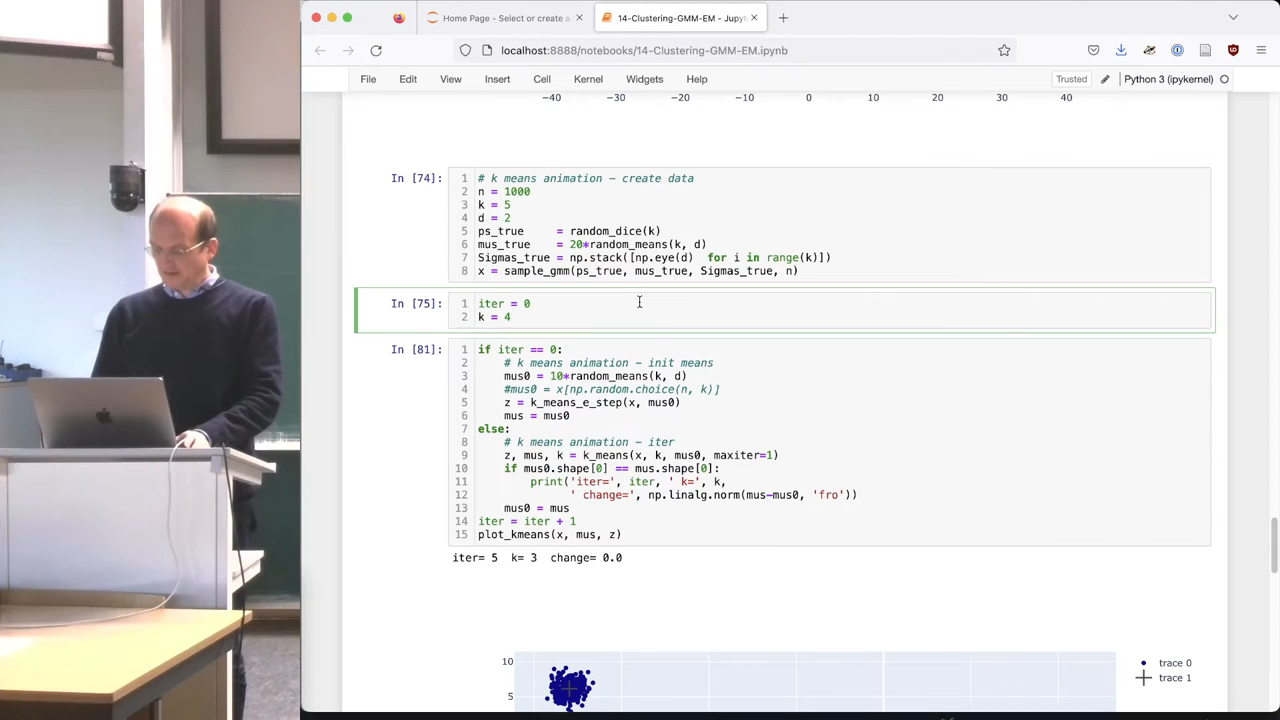 Home Page - Select or create a
14-Clustering-GMM-EM - Jupyt
localhost:8888/notebooks/14-Clustering-GMM-EM.ipynb
File Edit View Insert Cell Kernel Widgets Help Trusted Python 3 (ipykernel)
−40 −30 −20 −10 0 10 20 30 40
In [74]:
1 # k means animation - create data
2 n = 1000
3 k = 5
4 d = 2
5 ps_true     = random_dice(k)
6 mus_true    = 20*random_means(k, d)
7 Sigmas_true = np.stack([np.eye(d)  for i in range(k)])
8 x = sample_gmm(ps_true, mus_true, Sigmas_true, n)
In [75]:
1 iter = 0
2 k = 4
In [81]:
1 if iter == 0:
2     # k means animation - init means
3     mus0 = 10*random_means(k, d)
4     #mus0 = x[np.random.choice(n, k)]
5     z = k_means_e_step(x, mus0)
6     mus = mus0
7 else:
8     # k means animation - iter
9     z, mus, k = k_means(x, k, mus0, maxiter=1)
10     if mus0.shape[0] == mus.shape[0]:
11         print('iter=', iter, ' k=', k,
12               ' change=', np.linalg.norm(mus-mus0, 'fro'))
13     mus0 = mus
14 iter = iter + 1
15 plot_kmeans(x, mus, z)
iter= 5  k= 3  change= 0.0
10
5
trace 0
trace 1